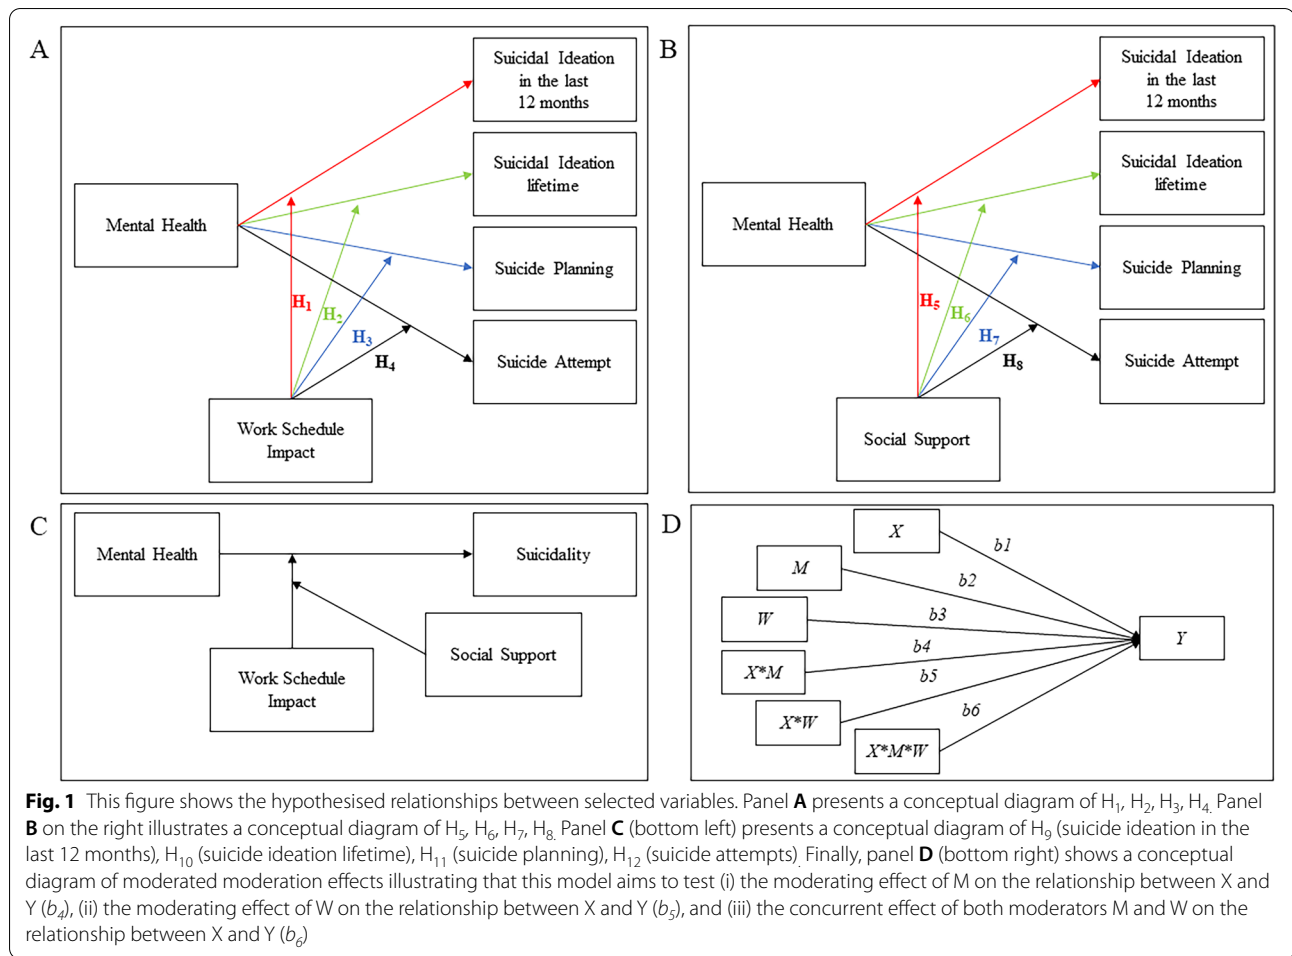 A
Suicidal Ideation
in the last
12 months
Suicidal Ideation
lifetime
Mental Health
Suicide Planning
Suicide Attempt
H1
H2
H3
H4
Work Schedule
Impact
B
Suicidal Ideation
in the last
12 months
Suicidal Ideation
lifetime
Mental Health
Suicide Planning
Suicide Attempt
H5
H6
H7
H8
Social Support
C
Mental Health
Suicidality
Social Support
Work Schedule
Impact
D
X
b1
M
b2
W
b3
Y
X*M
b4
b5
X*W
b6
X*M*W
Fig. 1 This figure shows the hypothesised relationships between selected variables. Panel A presents a conceptual diagram of H1, H2, H3, H4. Panel
B on the right illustrates a conceptual diagram of H5, H6, H7, H8. Panel C (bottom left) presents a conceptual diagram of H9 (suicide ideation in the
last 12 months), H10 (suicide ideation lifetime), H11 (suicide planning), H12 (suicide attempts). Finally, panel D (bottom right) shows a conceptual
diagram of moderated moderation effects illustrating that this model aims to test (i) the moderating effect of M on the relationship between X and
Y (b4), (ii) the moderating effect of W on the relationship between X and Y (b5), and (iii) the concurrent effect of both moderators M and W on the
relationship between X and Y (b6)